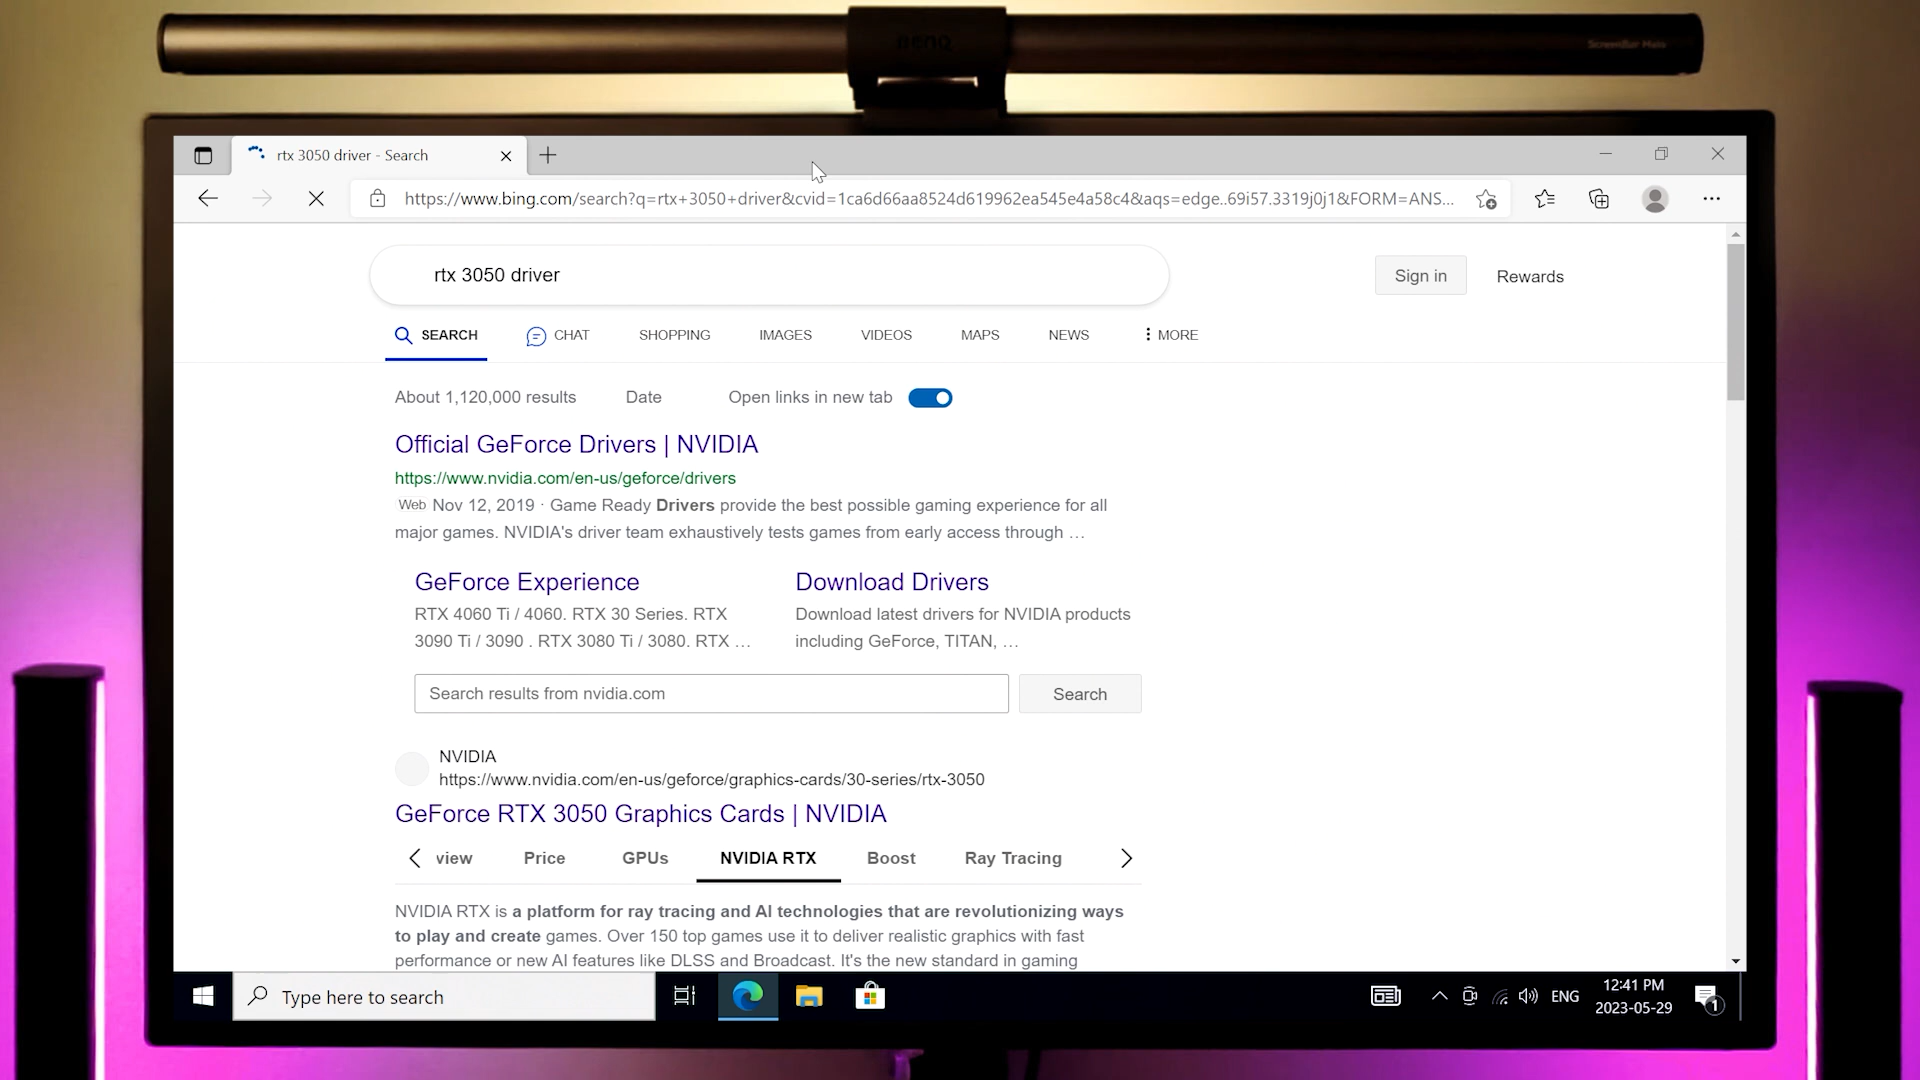 BENQ
ScreenBar Halo
rtx 3050 driver - Search
https://www.bing.com/search?q=rtx+3050+driver&cvid=1ca6d66aa8524d619962ea545e4a58c4&aqs=edge..69i57.3319j0j1&FORM=ANS...
rtx 3050 driver
Sign in
Rewards
SEARCH
CHAT
SHOPPING
IMAGES
VIDEOS
MAPS
NEWS
MORE
About 1,120,000 results
Date
Open links in new tab
Official GeForce Drivers | NVIDIA
https://www.nvidia.com/en-us/geforce/drivers
Web Nov 12, 2019 · Game Ready Drivers provide the best possible gaming experience for all
major games. NVIDIA's driver team exhaustively tests games from early access through …
GeForce Experience
RTX 4060 Ti / 4060. RTX 30 Series. RTX
3090 Ti / 3090 . RTX 3080 Ti / 3080. RTX …
Download Drivers
Download latest drivers for NVIDIA products
including GeForce, TITAN, …
Search results from nvidia.com
Search
NVIDIA
https://www.nvidia.com/en-us/geforce/graphics-cards/30-series/rtx-3050
GeForce RTX 3050 Graphics Cards | NVIDIA
view
Price
GPUs
NVIDIA RTX
Boost
Ray Tracing
NVIDIA RTX is a platform for ray tracing and AI technologies that are revolutionizing ways
to play and create games. Over 150 top games use it to deliver realistic graphics with fast
performance or new AI features like DLSS and Broadcast. It's the new standard in gaming
Type here to search
ENG
12:41 PM
2023-05-29
1